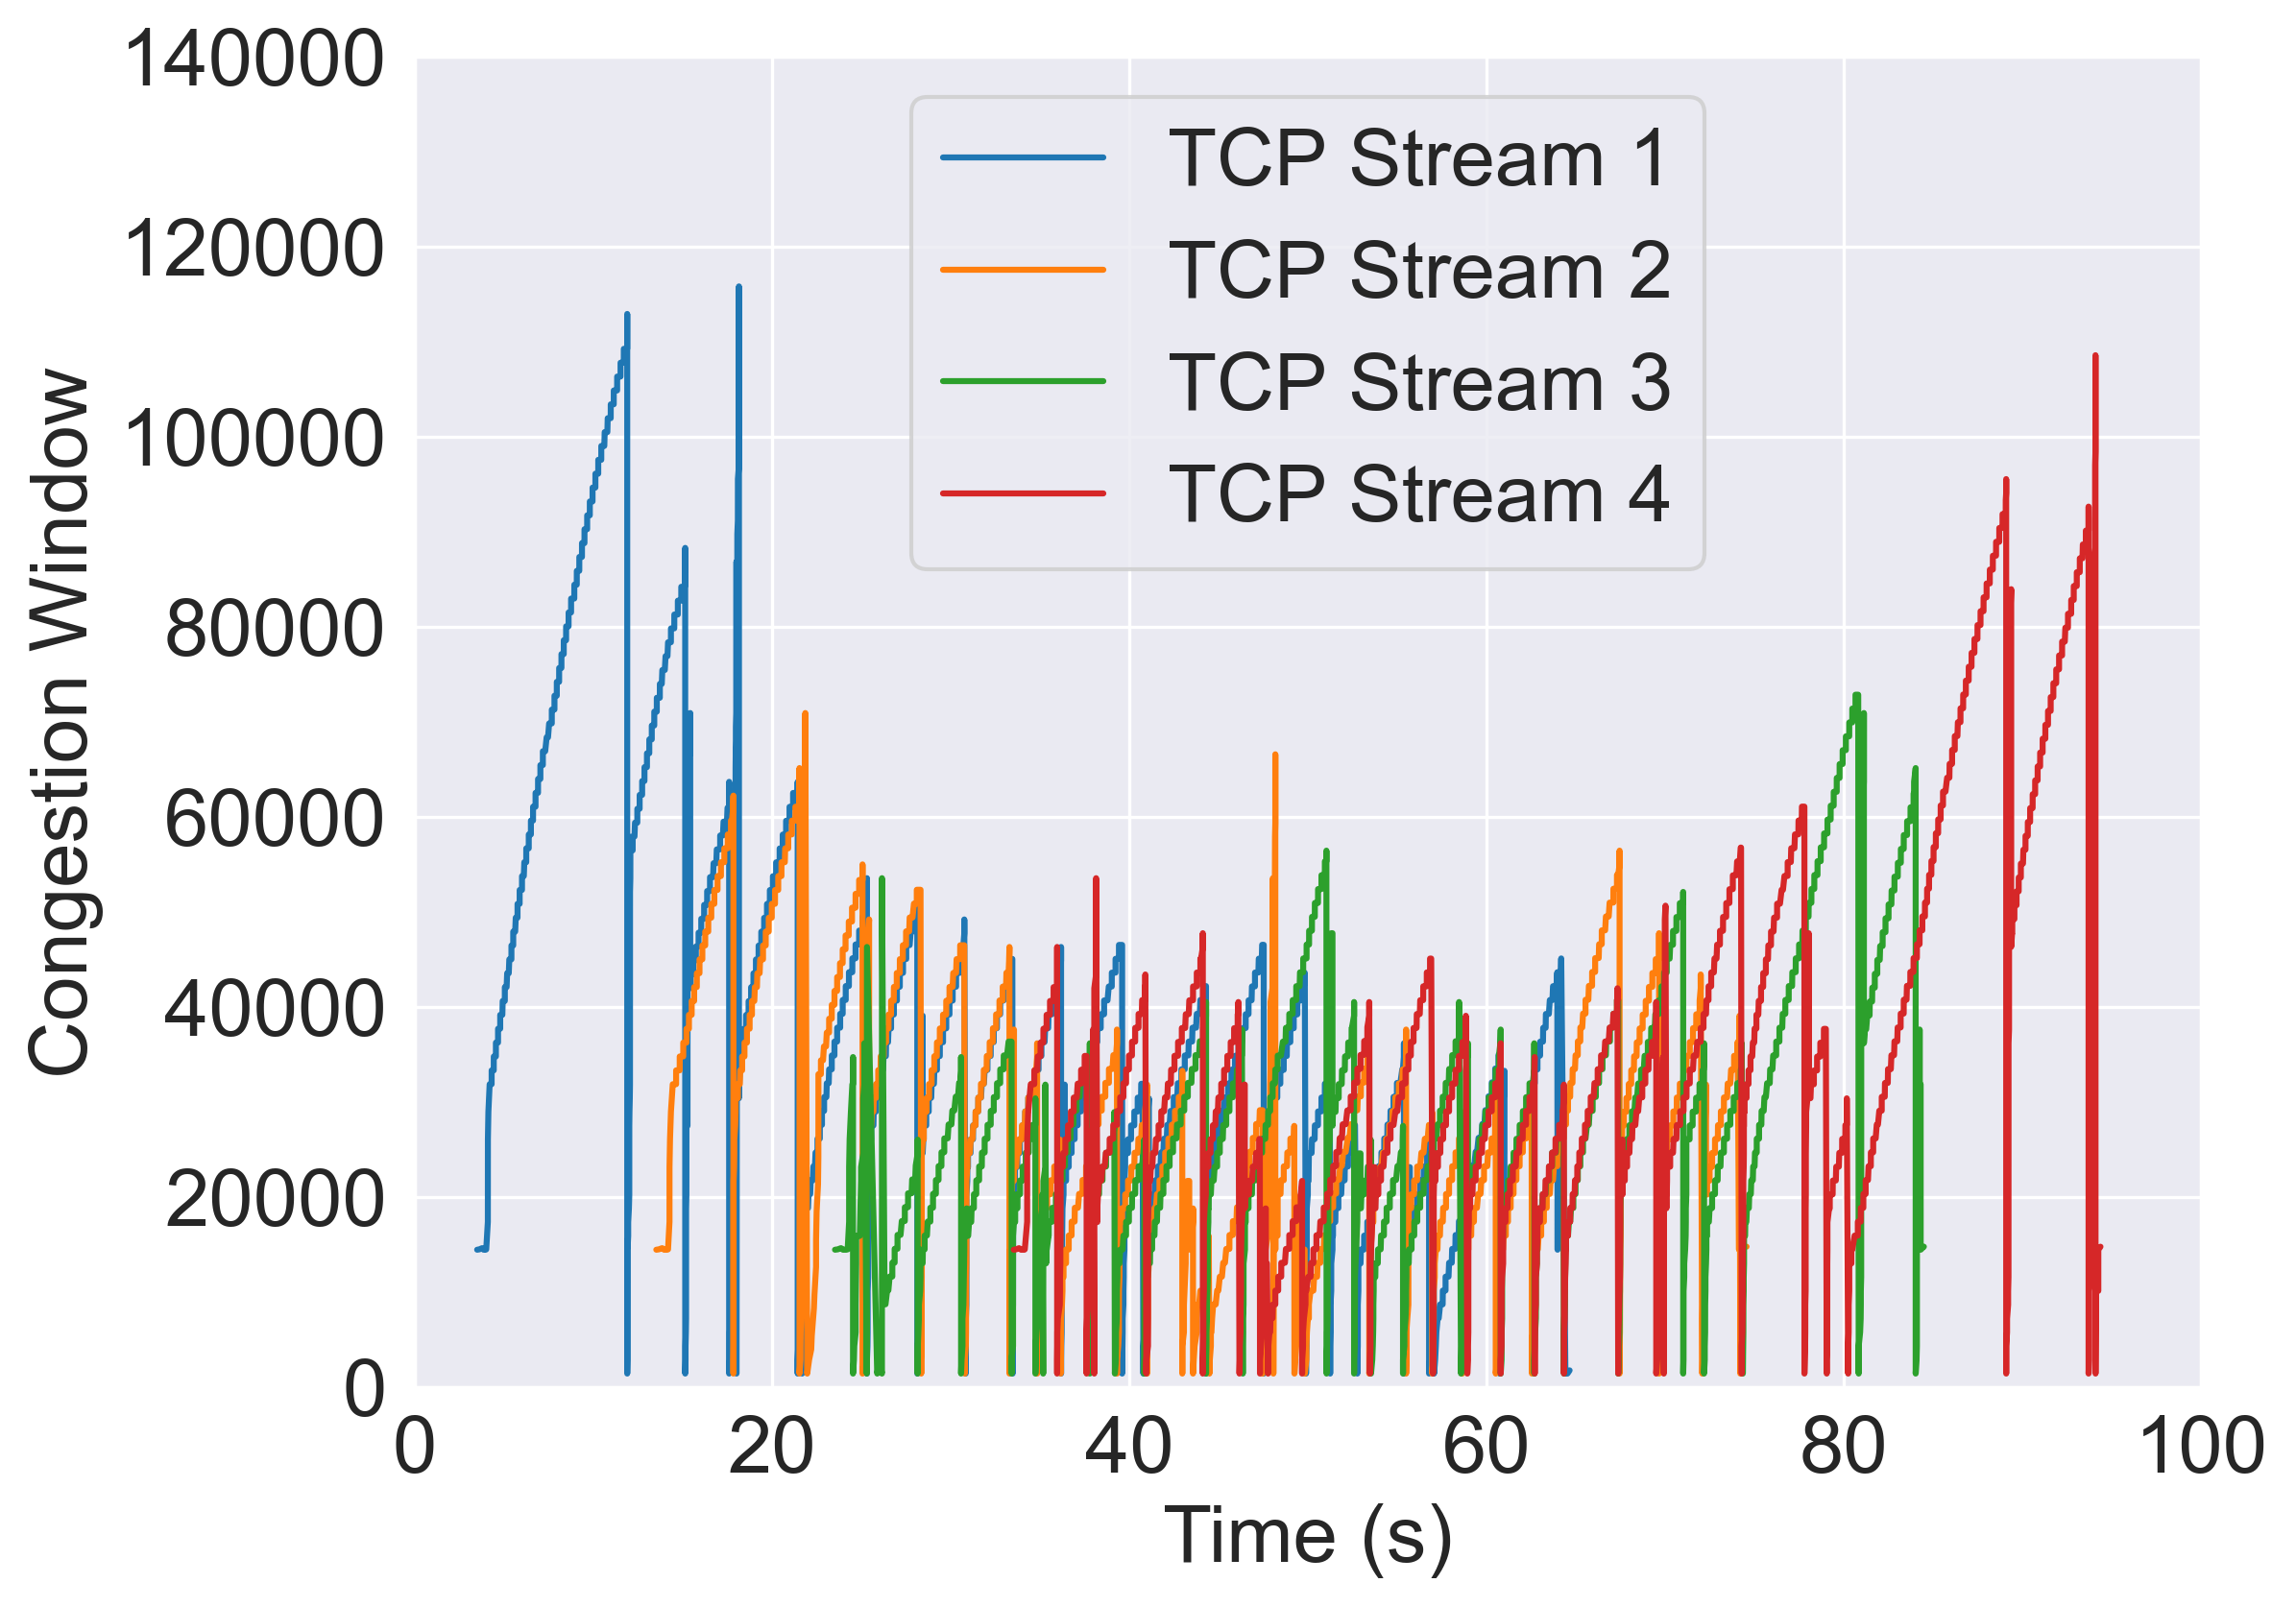 140000
120000
100000
80000
60000
40000
20000
0
Congestion Window
TCP Stream 1
TCP Stream 2
TCP Stream 3
TCP Stream 4
0 20 40 60 80 100
Time (s)